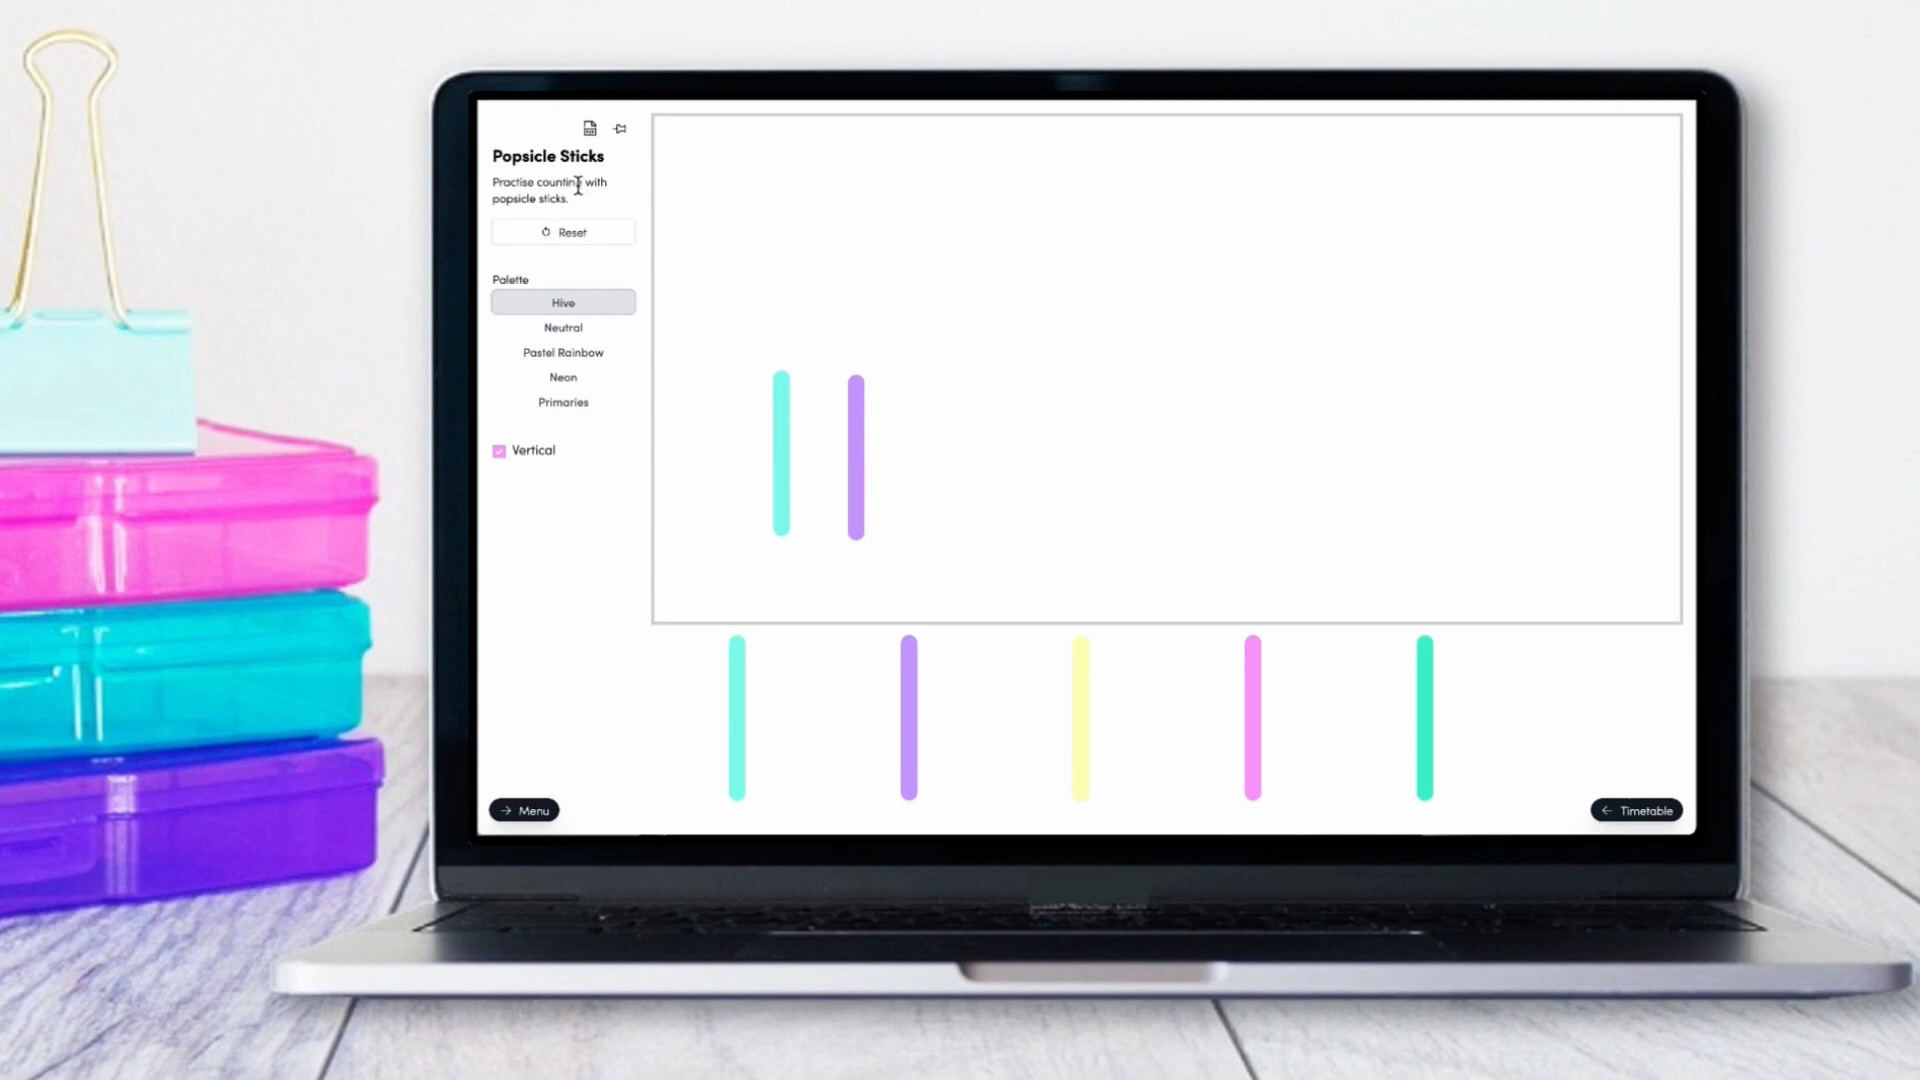 Popsicle Sticks
Practise counting with
popsicle sticks.
Reset
Palette
Hive
Neutral
Pastel Rainbow
Neon
Primaries
Vertical
Menu
Timetable